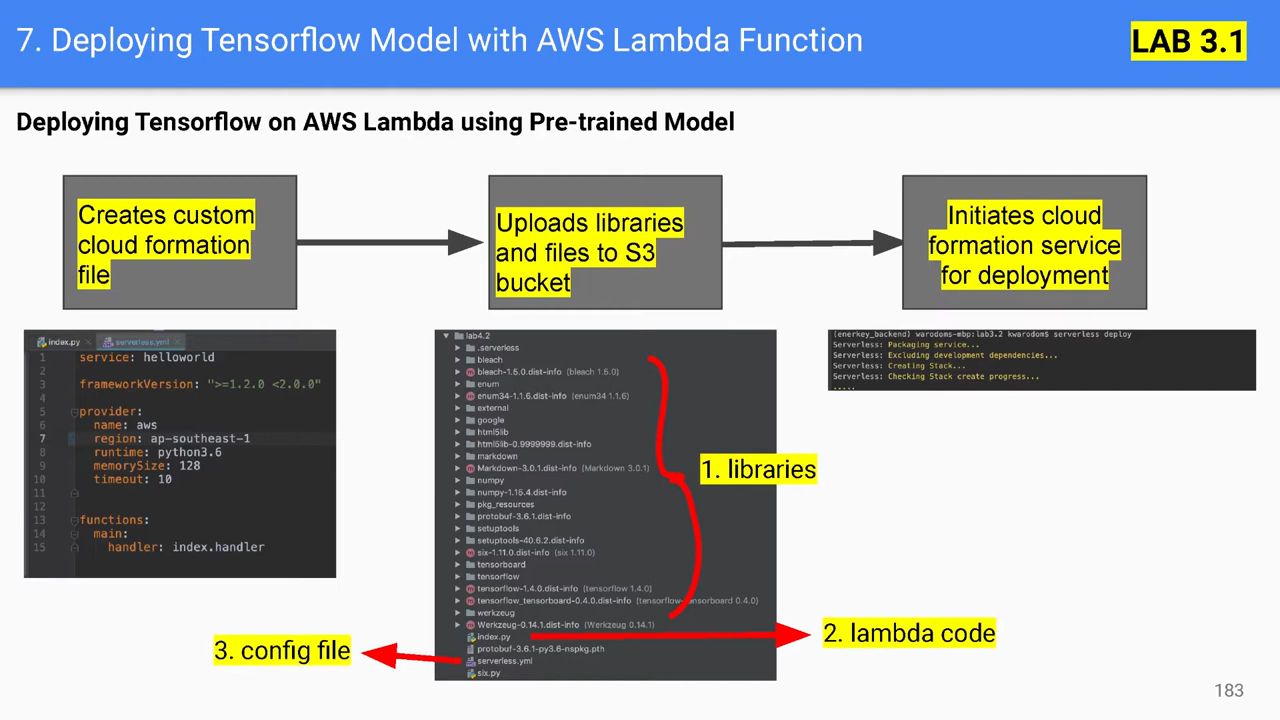 7. Deploying Tensorflow Model with AWS Lambda Function
LAB 3.1
Deploying Tensorflow on AWS Lambda using Pre-trained Model
Creates custom
cloud formation
file
Uploads libraries
and files to S3
bucket
Initiates cloud
formation service
for deployment
index.py
serverless.yml
1 service: helloworld
2
3 frameworkVersion: ">=1.2.0 <2.0.0"
4
5 provider:
6 name: aws
7 region: ap-southeast-1
8 runtime: python3.6
9 memorySize: 128
10 timeout: 10
11
12
13 functions:
14 main:
15 handler: index.handler
lab4.2
.serverless
bleach
bleach-1.5.0.dist-info (bleach 1.5.0)
enum
enum34-1.1.6.dist-info (enum34 1.1.6)
external
google
html5lib
html5lib-0.9999999.dist-info
markdown
Markdown-3.0.1.dist-info (Markdown 3.0.1)
numpy
numpy-1.15.4.dist-info
pkg_resources
protobuf-3.6.1.dist-info
setuptools
setuptools-40.6.2.dist-info
six-1.11.0.dist-info (six 1.11.0)
tensorboard
tensorflow
tensorflow-1.4.0.dist-info (tensorflow 1.4.0)
tensorflow_tensorboard-0.4.0.dist-info (tensorflow-tensorboard 0.4.0)
werkzeug
Werkzeug-0.14.1.dist-info (Werkzeug 0.14.1)
index.py
protobuf-3.6.1-py3.6-nspkg.pth
serverless.yml
six.py
1. libraries
2. lambda code
3. config file
(enerkey_backend) warodoms-mbp:lab3.2 kwarodom$ serverless deploy
Serverless: Packaging service...
Serverless: Excluding development dependencies...
Serverless: Creating Stack...
Serverless: Checking Stack create progress...
.....
183